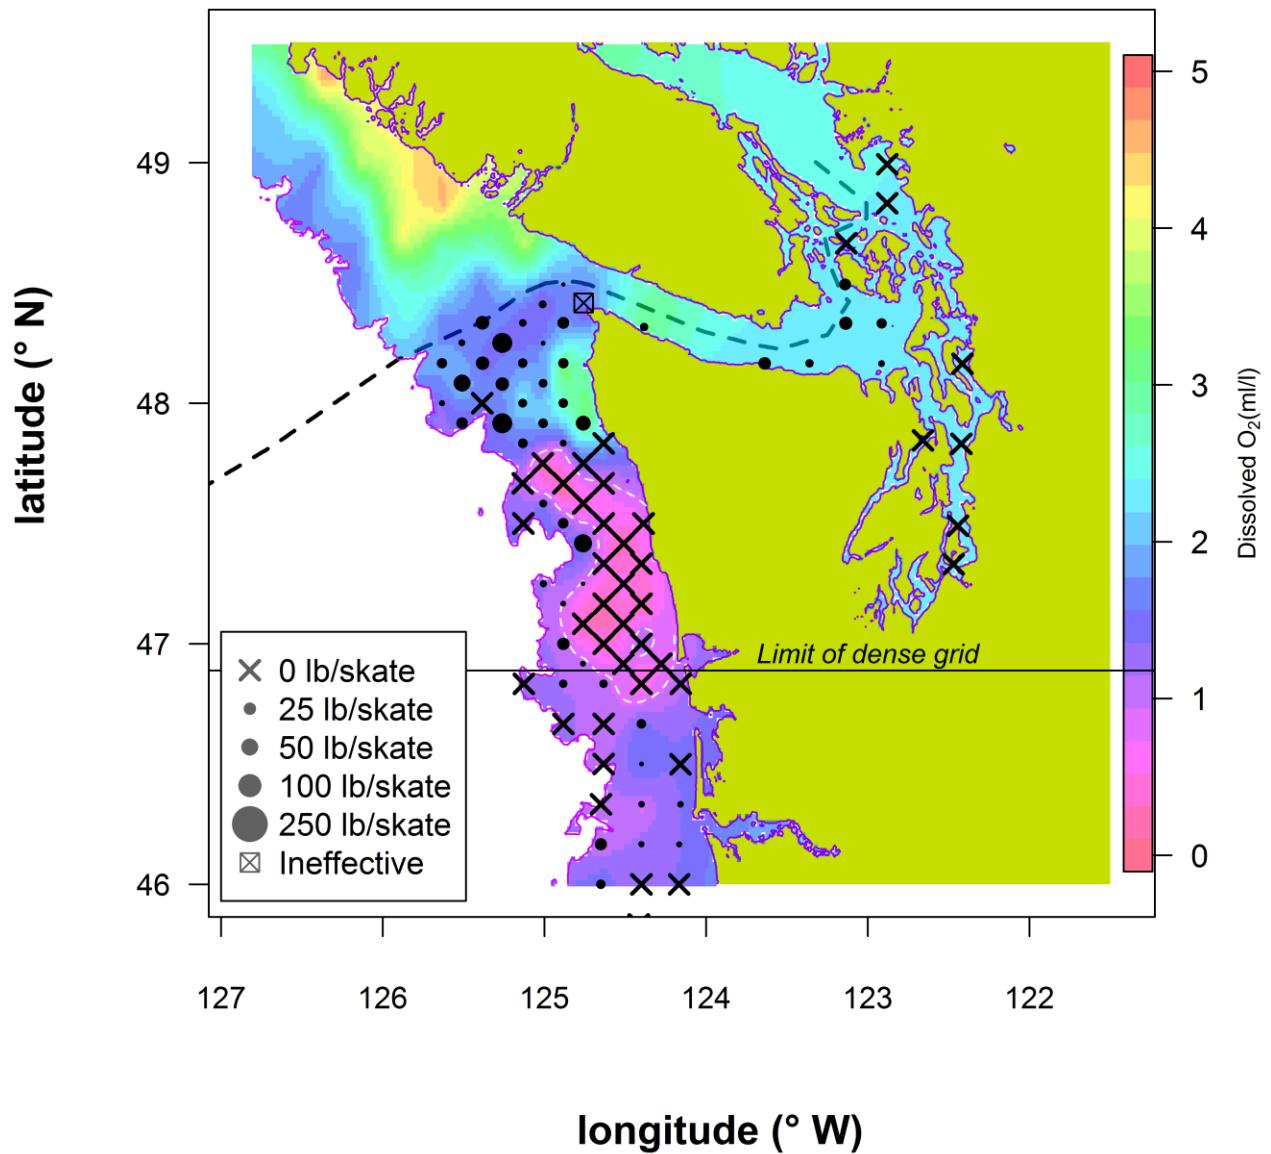 5
4
3
2
1
0
Dissolved O₂(ml/l)
49
48
47
46
latitude (° N)
Limit of dense grid
0 lb/skate
25 lb/skate
50 lb/skate
100 lb/skate
250 lb/skate
Ineffective
127 126 125 124 123 122
longitude (° W)